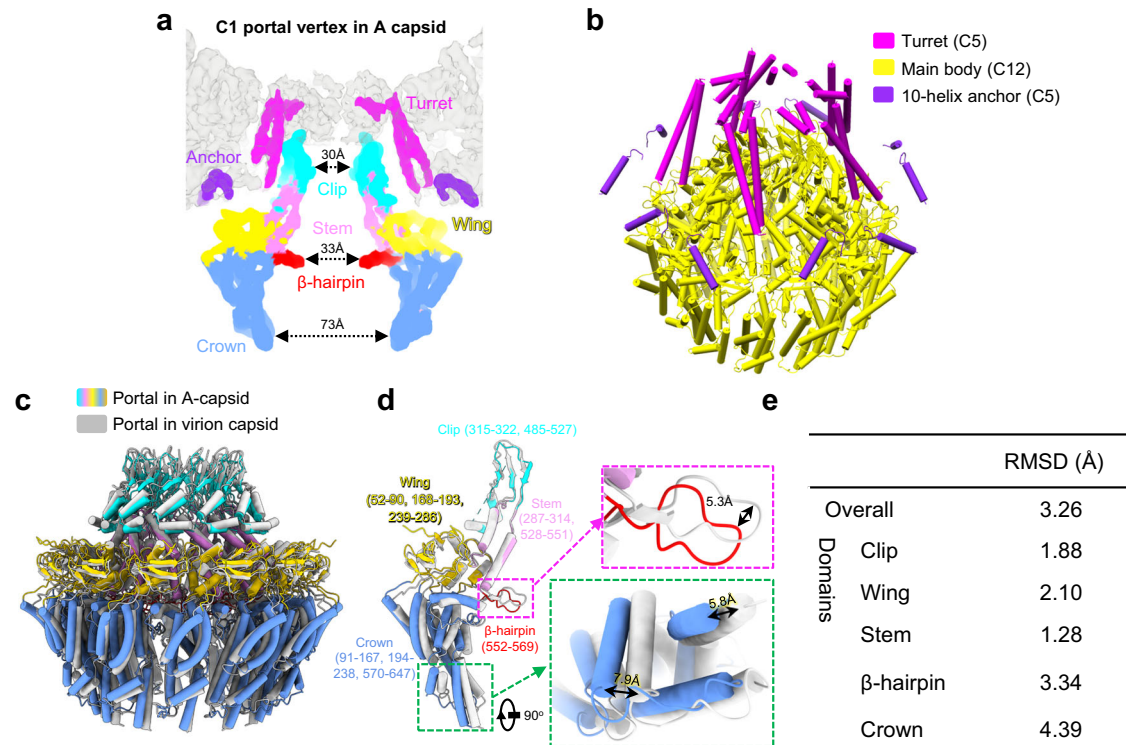 a
C1 portal vertex in A capsid
Turret
Anchor
30Å
Clip
Stem
Wing
33Å
β-hairpin
73Å
Crown
b
Turret (C5)
Main body (C12)
10-helix anchor (C5)
c
Portal in A-capsid
Portal in virion capsid
d
Clip (315-322, 485-527)
Wing
(52-90, 168-193,
239-286)
Stem
(287-314,
528-551)
5.3Å
β-hairpin
(552-569)
Crown
(91-167, 194-
238, 570-647)
90°
5.8Å
7.9Å
e
RMSD (Å)
Overall 3.26
Domains
Clip 1.88
Wing 2.10
Stem 1.28
β-hairpin 3.34
Crown 4.39